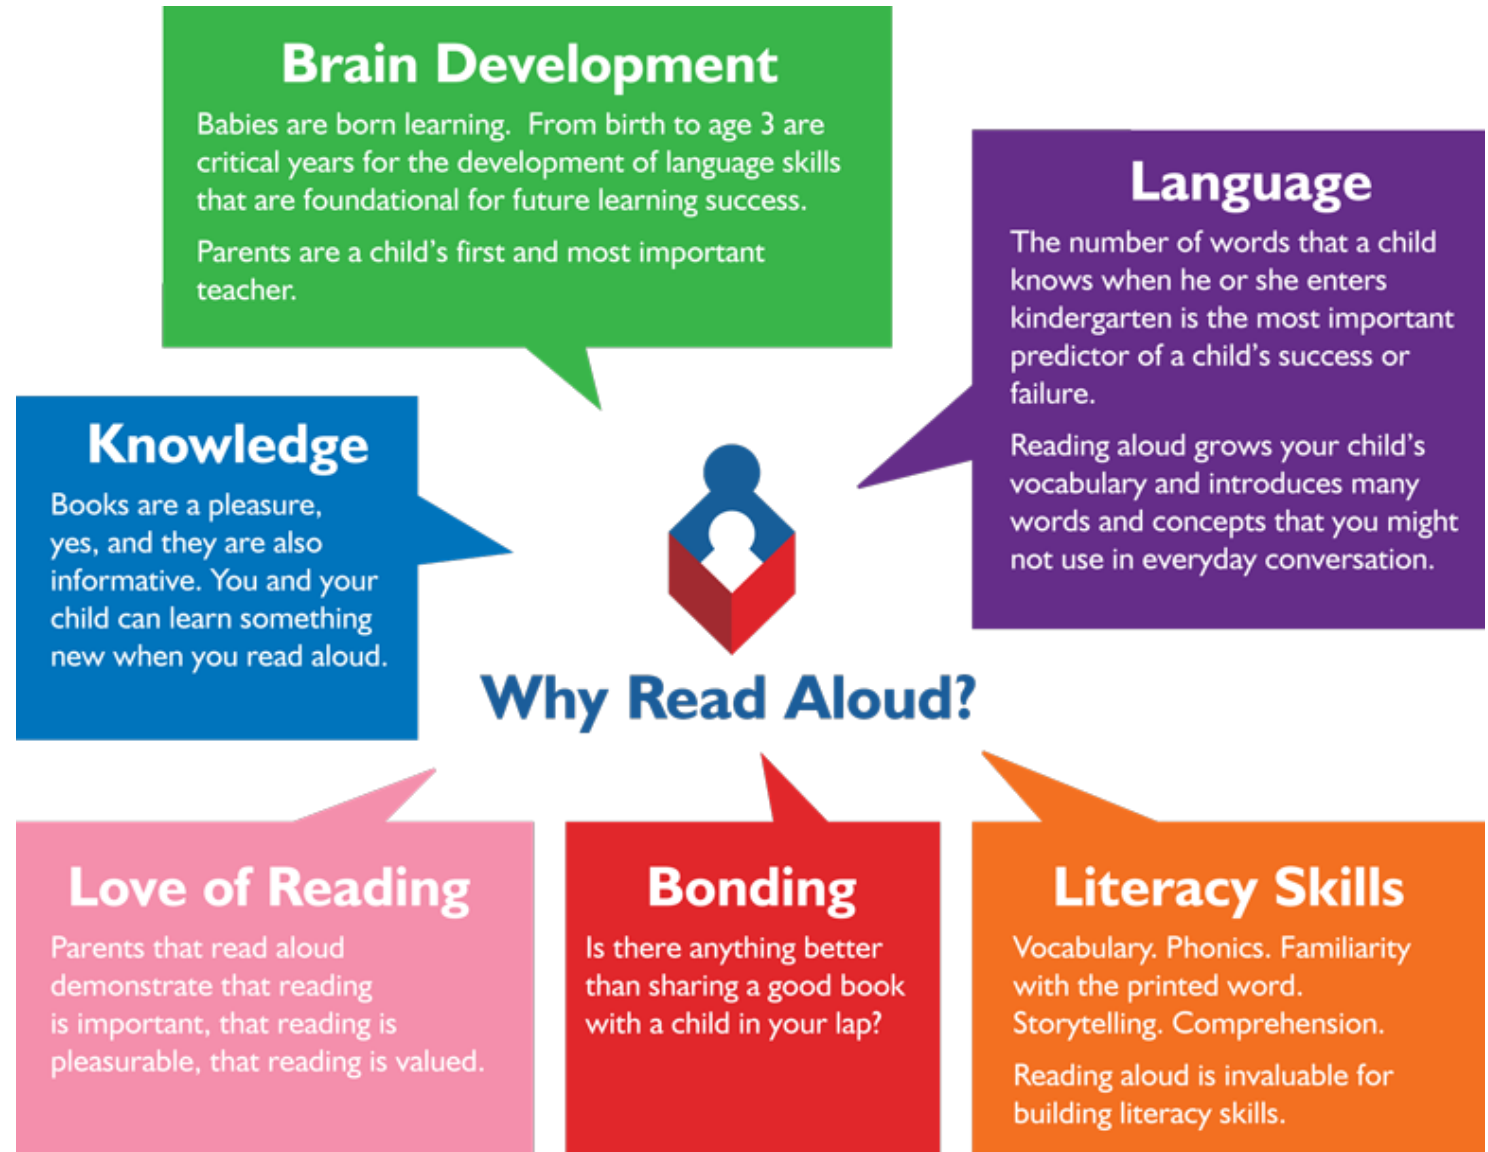 Brain Development
Babies are born learning.  From birth to age 3 are
critical years for the development of language skills
that are foundational for future learning success.
Parents are a child's first and most important
teacher.
Language
The number of words that a child
knows when he or she enters
kindergarten is the most important
predictor of a child's success or
failure.
Reading aloud grows your child's
vocabulary and introduces many
words and concepts that you might
not use in everyday conversation.
Knowledge
Books are a pleasure,
yes, and they are also
informative. You and your
child can learn something
new when you read aloud.
Why Read Aloud?
Love of Reading
Parents that read aloud
demonstrate that reading
is important, that reading is
pleasurable, that reading is valued.
Bonding
Is there anything better
than sharing a good book
with a child in your lap?
Literacy Skills
Vocabulary. Phonics. Familiarity
with the printed word.
Storytelling. Comprehension.
Reading aloud is invaluable for
building literacy skills.